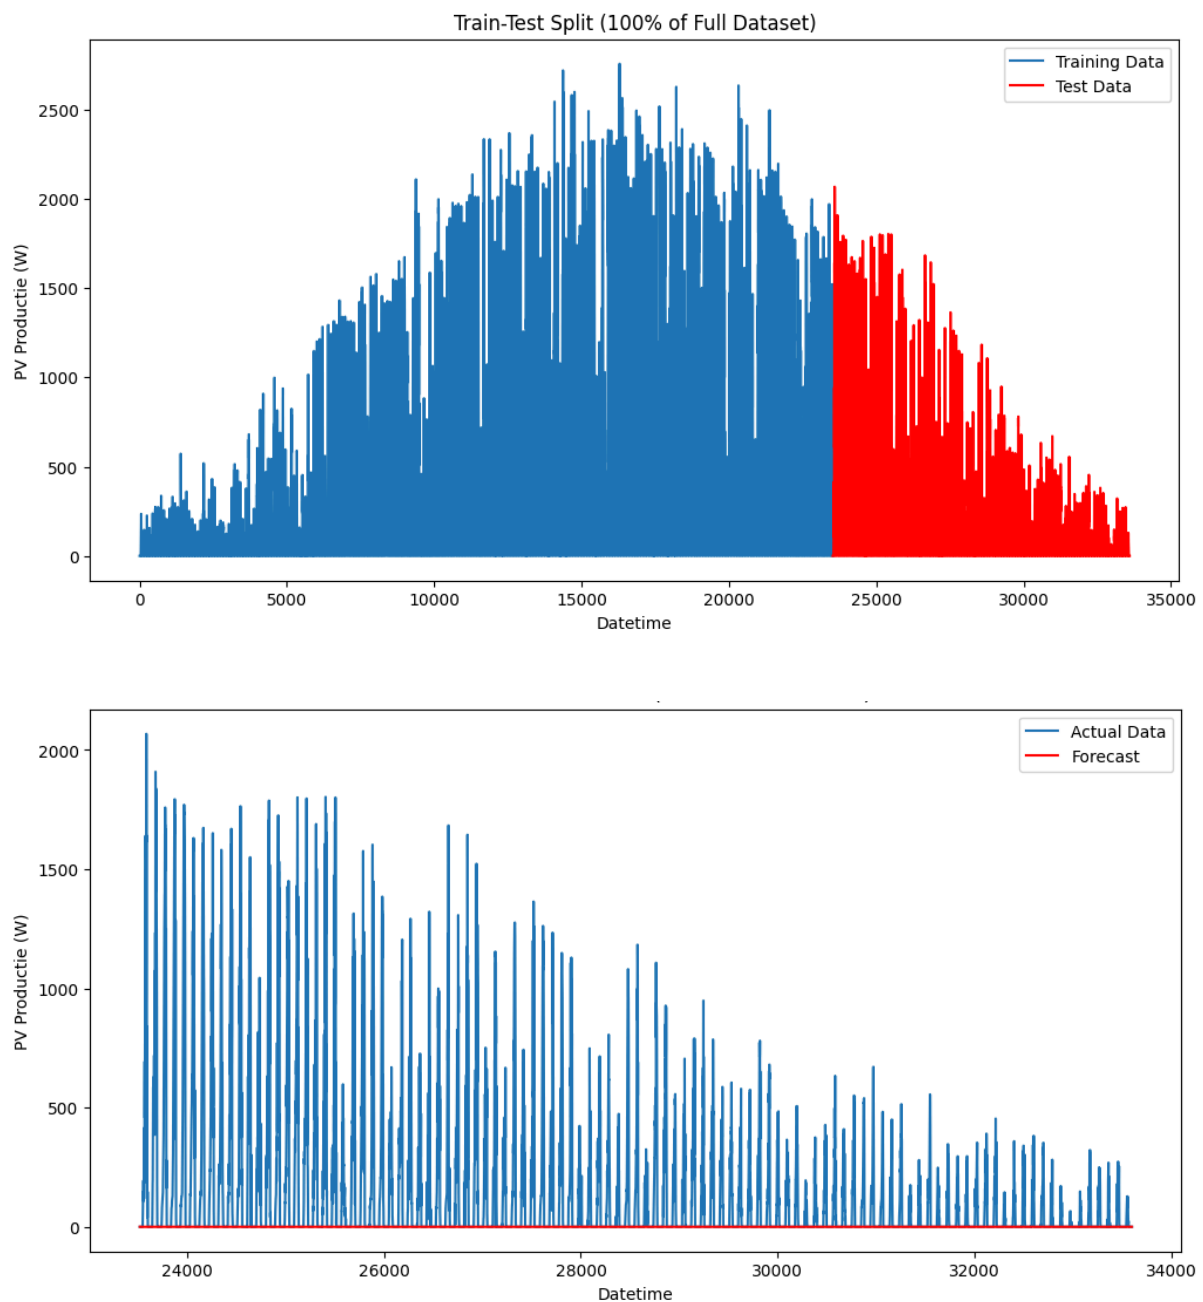 Train-Test Split (100% of Full Dataset)
Training Data
Test Data
PV Productie (W)
2500
2000
1500
1000
500
0
0 5000 10000 15000 20000 25000 30000 35000
Datetime
Actual Data
Forecast
PV Productie (W)
2000
1500
1000
500
0
24000 26000 28000 30000 32000 34000
Datetime